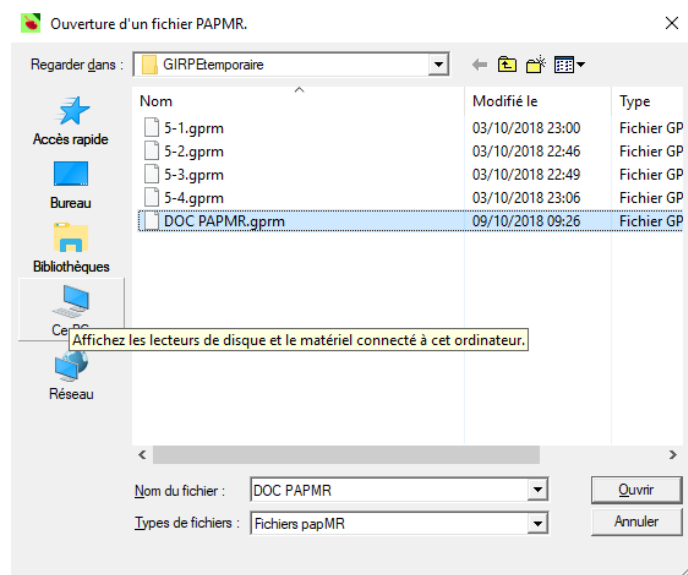 Ouverture d'un fichier PAPMR.
Regarder dans : GIRPEtemporaire
Nom Modifié le Type
5-1.gprm 03/10/2018 23:00 Fichier GP
5-2.gprm 03/10/2018 22:46 Fichier GP
5-3.gprm 03/10/2018 22:49 Fichier GP
5-4.gprm 03/10/2018 23:06 Fichier GP
DOC PAPMR.gprm 09/10/2018 09:26 Fichier GP
Accès rapide
Bureau
Bibliothèques
Affichez les lecteurs de disque et le matériel connecté à cet ordinateur.
Réseau
Nom du fichier : DOC PAPMR Ouvrir
Types de fichiers : Fichiers papMR Annuler